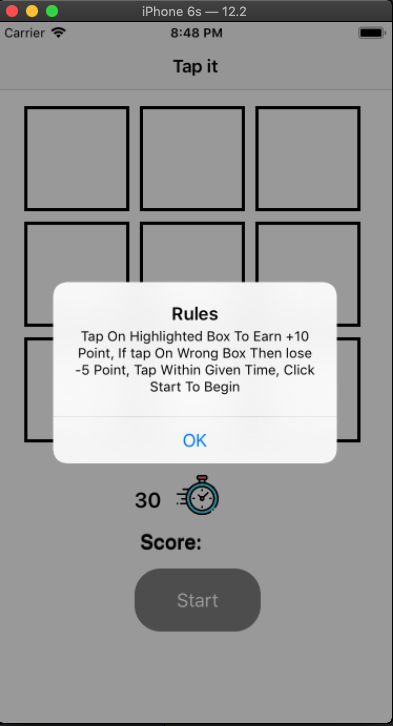 iPhone 6s — 12.2
Carrier 8:48 PM
Tap it
Rules
Tap On Highlighted Box To Earn +10
Point, If tap On Wrong Box Then lose
-5 Point, Tap Within Given Time, Click
Start To Begin
OK
30
Score:
Start